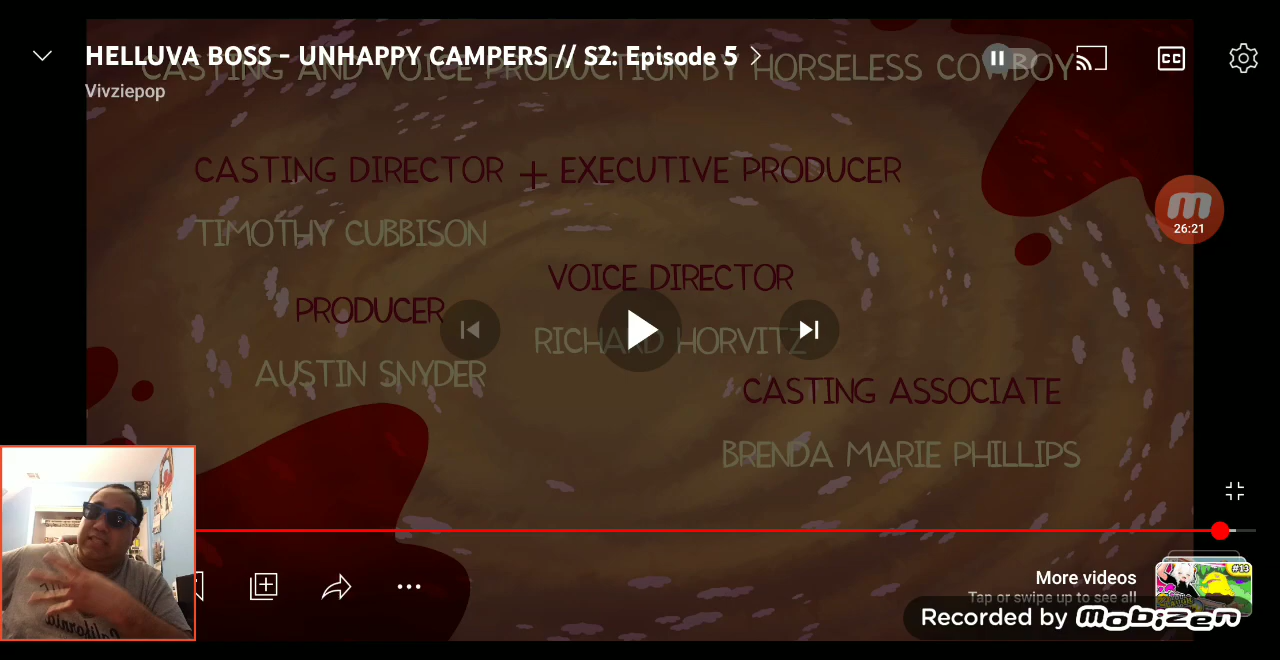 HELLUVA BOSS - UNHAPPY CAMPERS // S2: Episode 5
Vivziepop
CASTING AND VOICE PRODUCTION BY HORSELESS COWBOY
CASTING DIRECTOR + EXECUTIVE PRODUCER
TIMOTHY CUBBISON
VOICE DIRECTOR
PRODUCER
RICHARD HORVITZ
AUSTIN SNYDER
CASTING ASSOCIATE
BRENDA MARIE PHILLIPS
CC
m
26:21
More videos
Tap or swipe up to see all
#13
Recorded by Mobizen
California